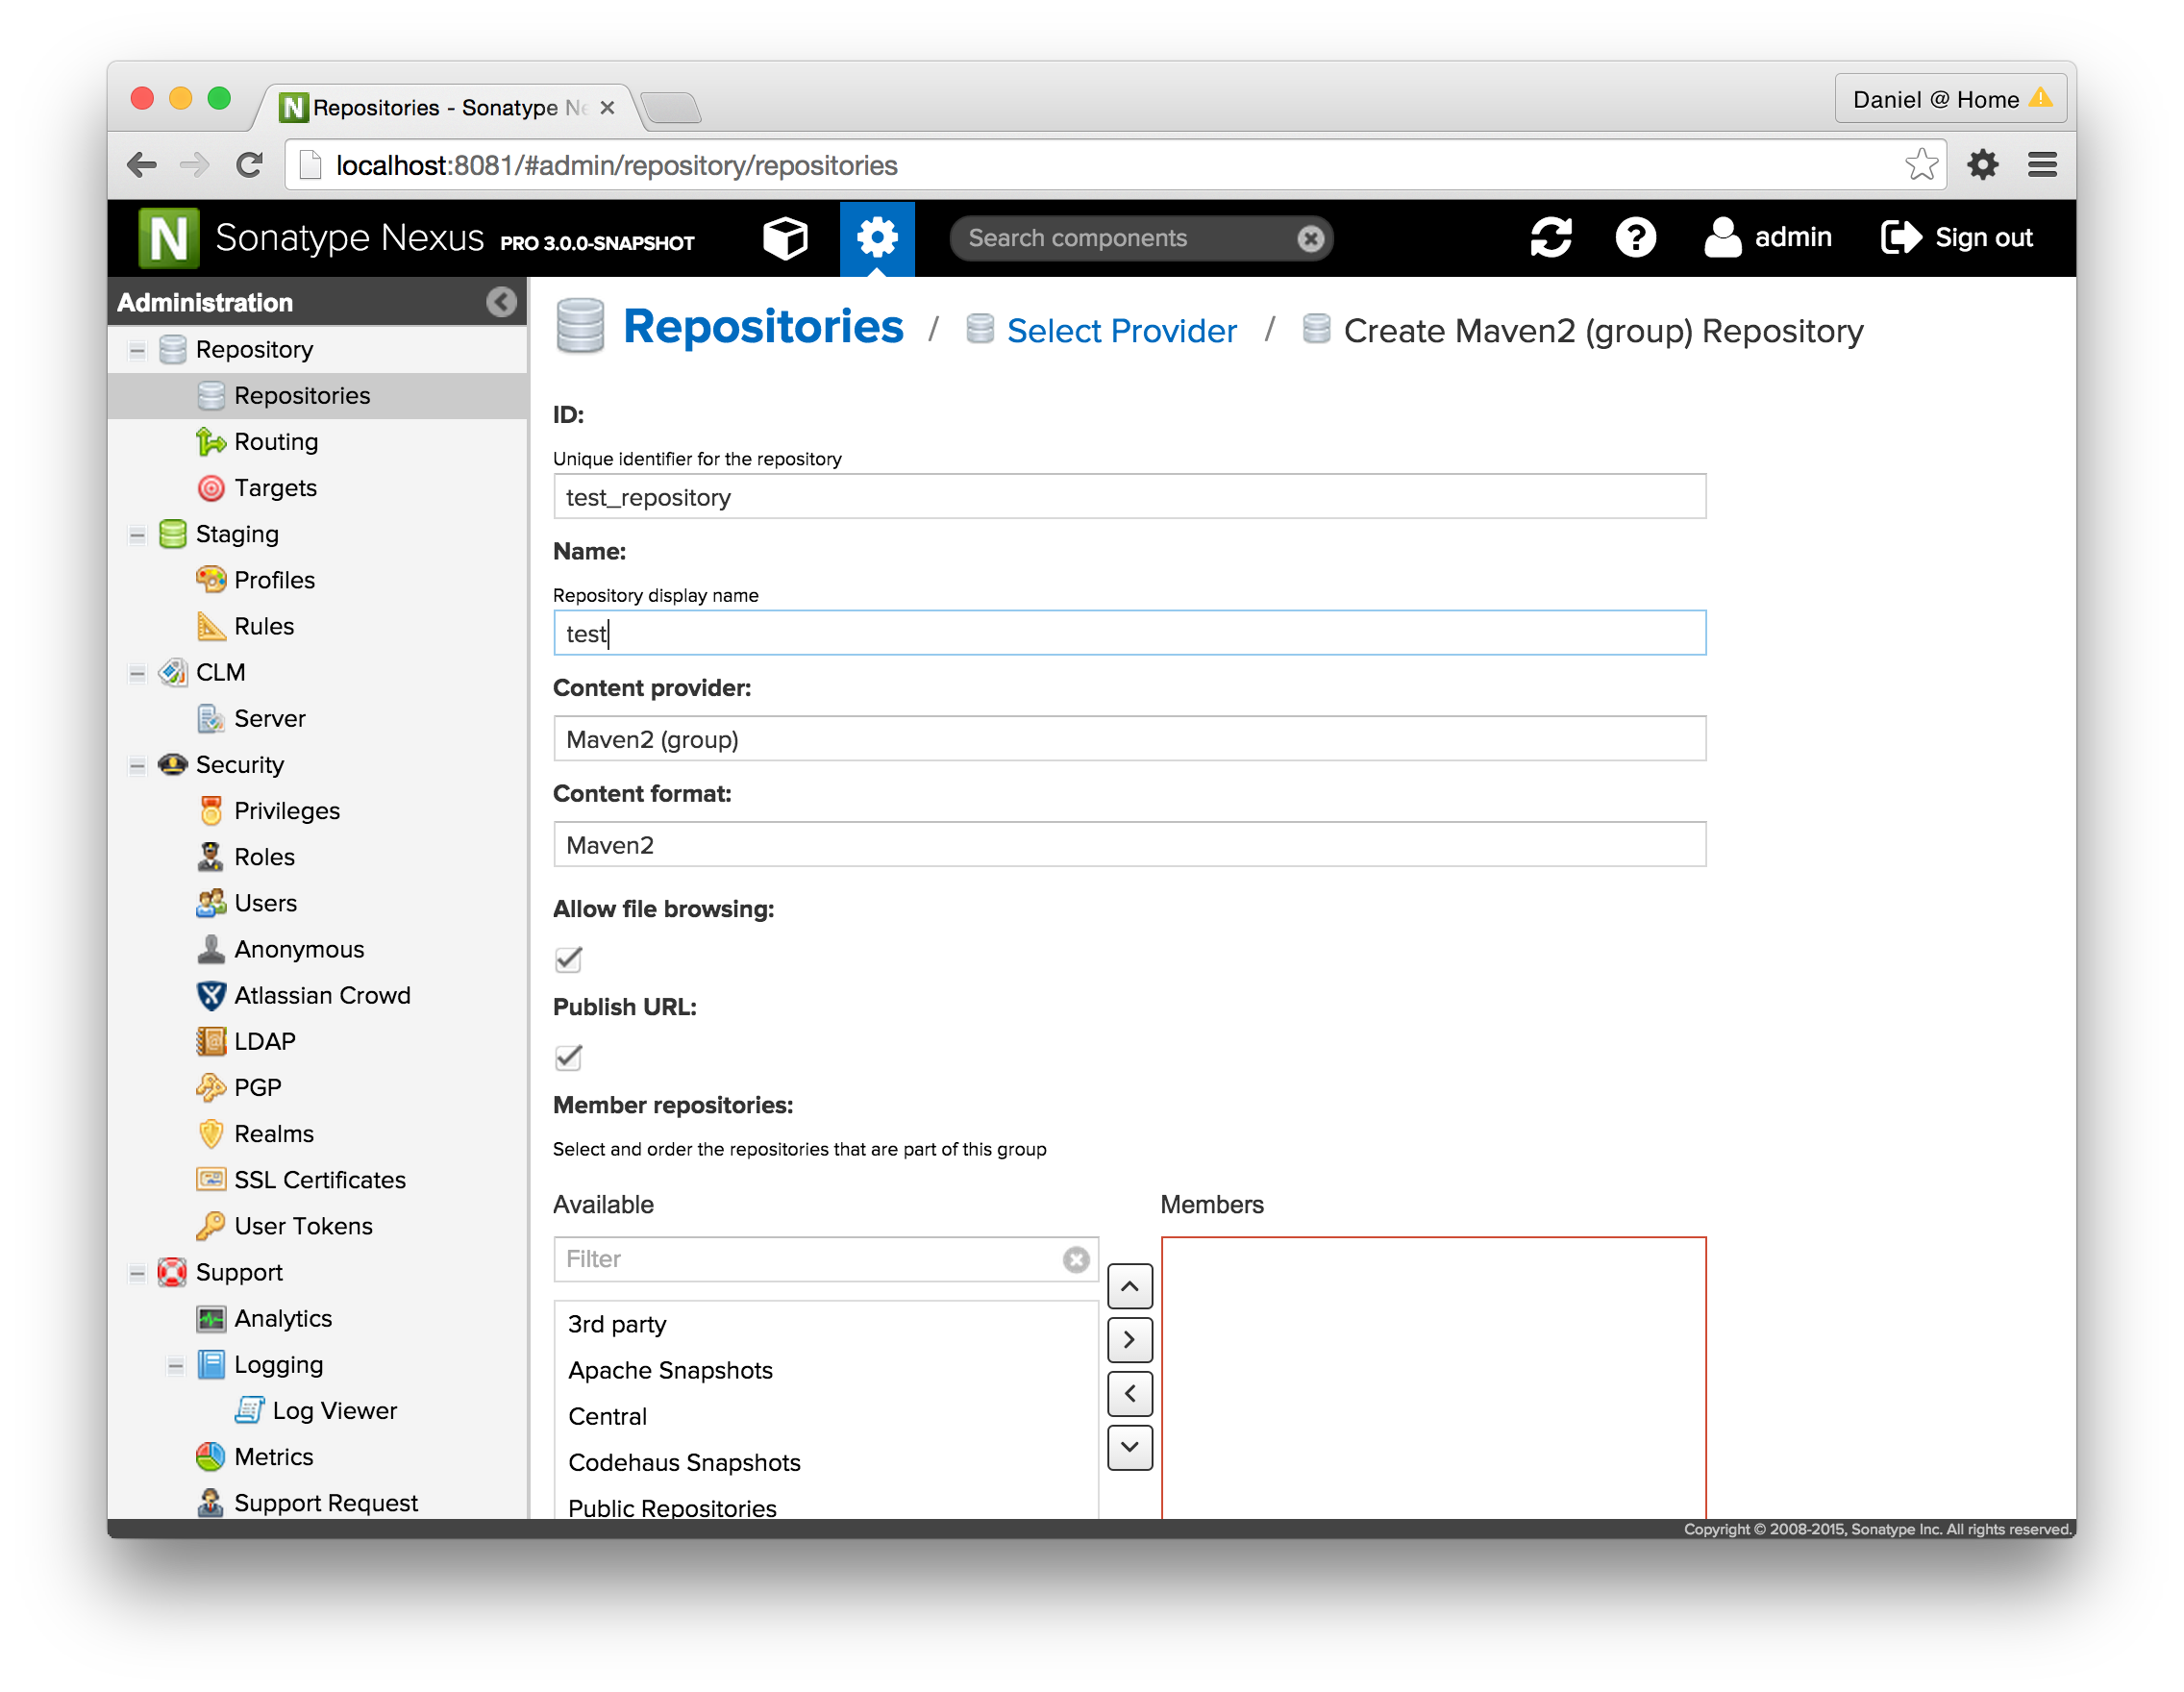 Repositories - Sonatype Ne
Daniel @ Home
localhost:8081/#admin/repository/repositories
N Sonatype Nexus PRO 3.0.0-SNAPSHOT
Search components
admin
Sign out
Administration
Repository
Repositories
Routing
Targets
Staging
Profiles
Rules
CLM
Server
Security
Privileges
Roles
Users
Anonymous
Atlassian Crowd
LDAP
PGP
Realms
SSL Certificates
User Tokens
Support
Analytics
Logging
Log Viewer
Metrics
Support Request
Repositories / Select Provider / Create Maven2 (group) Repository
ID:
Unique identifier for the repository
test_repository
Name:
Repository display name
test
Content provider:
Maven2 (group)
Content format:
Maven2
Allow file browsing:
Publish URL:
Member repositories:
Select and order the repositories that are part of this group
Available
Filter
3rd party
Apache Snapshots
Central
Codehaus Snapshots
Public Repositories
Members
Copyright © 2008-2015, Sonatype Inc. All rights reserved.